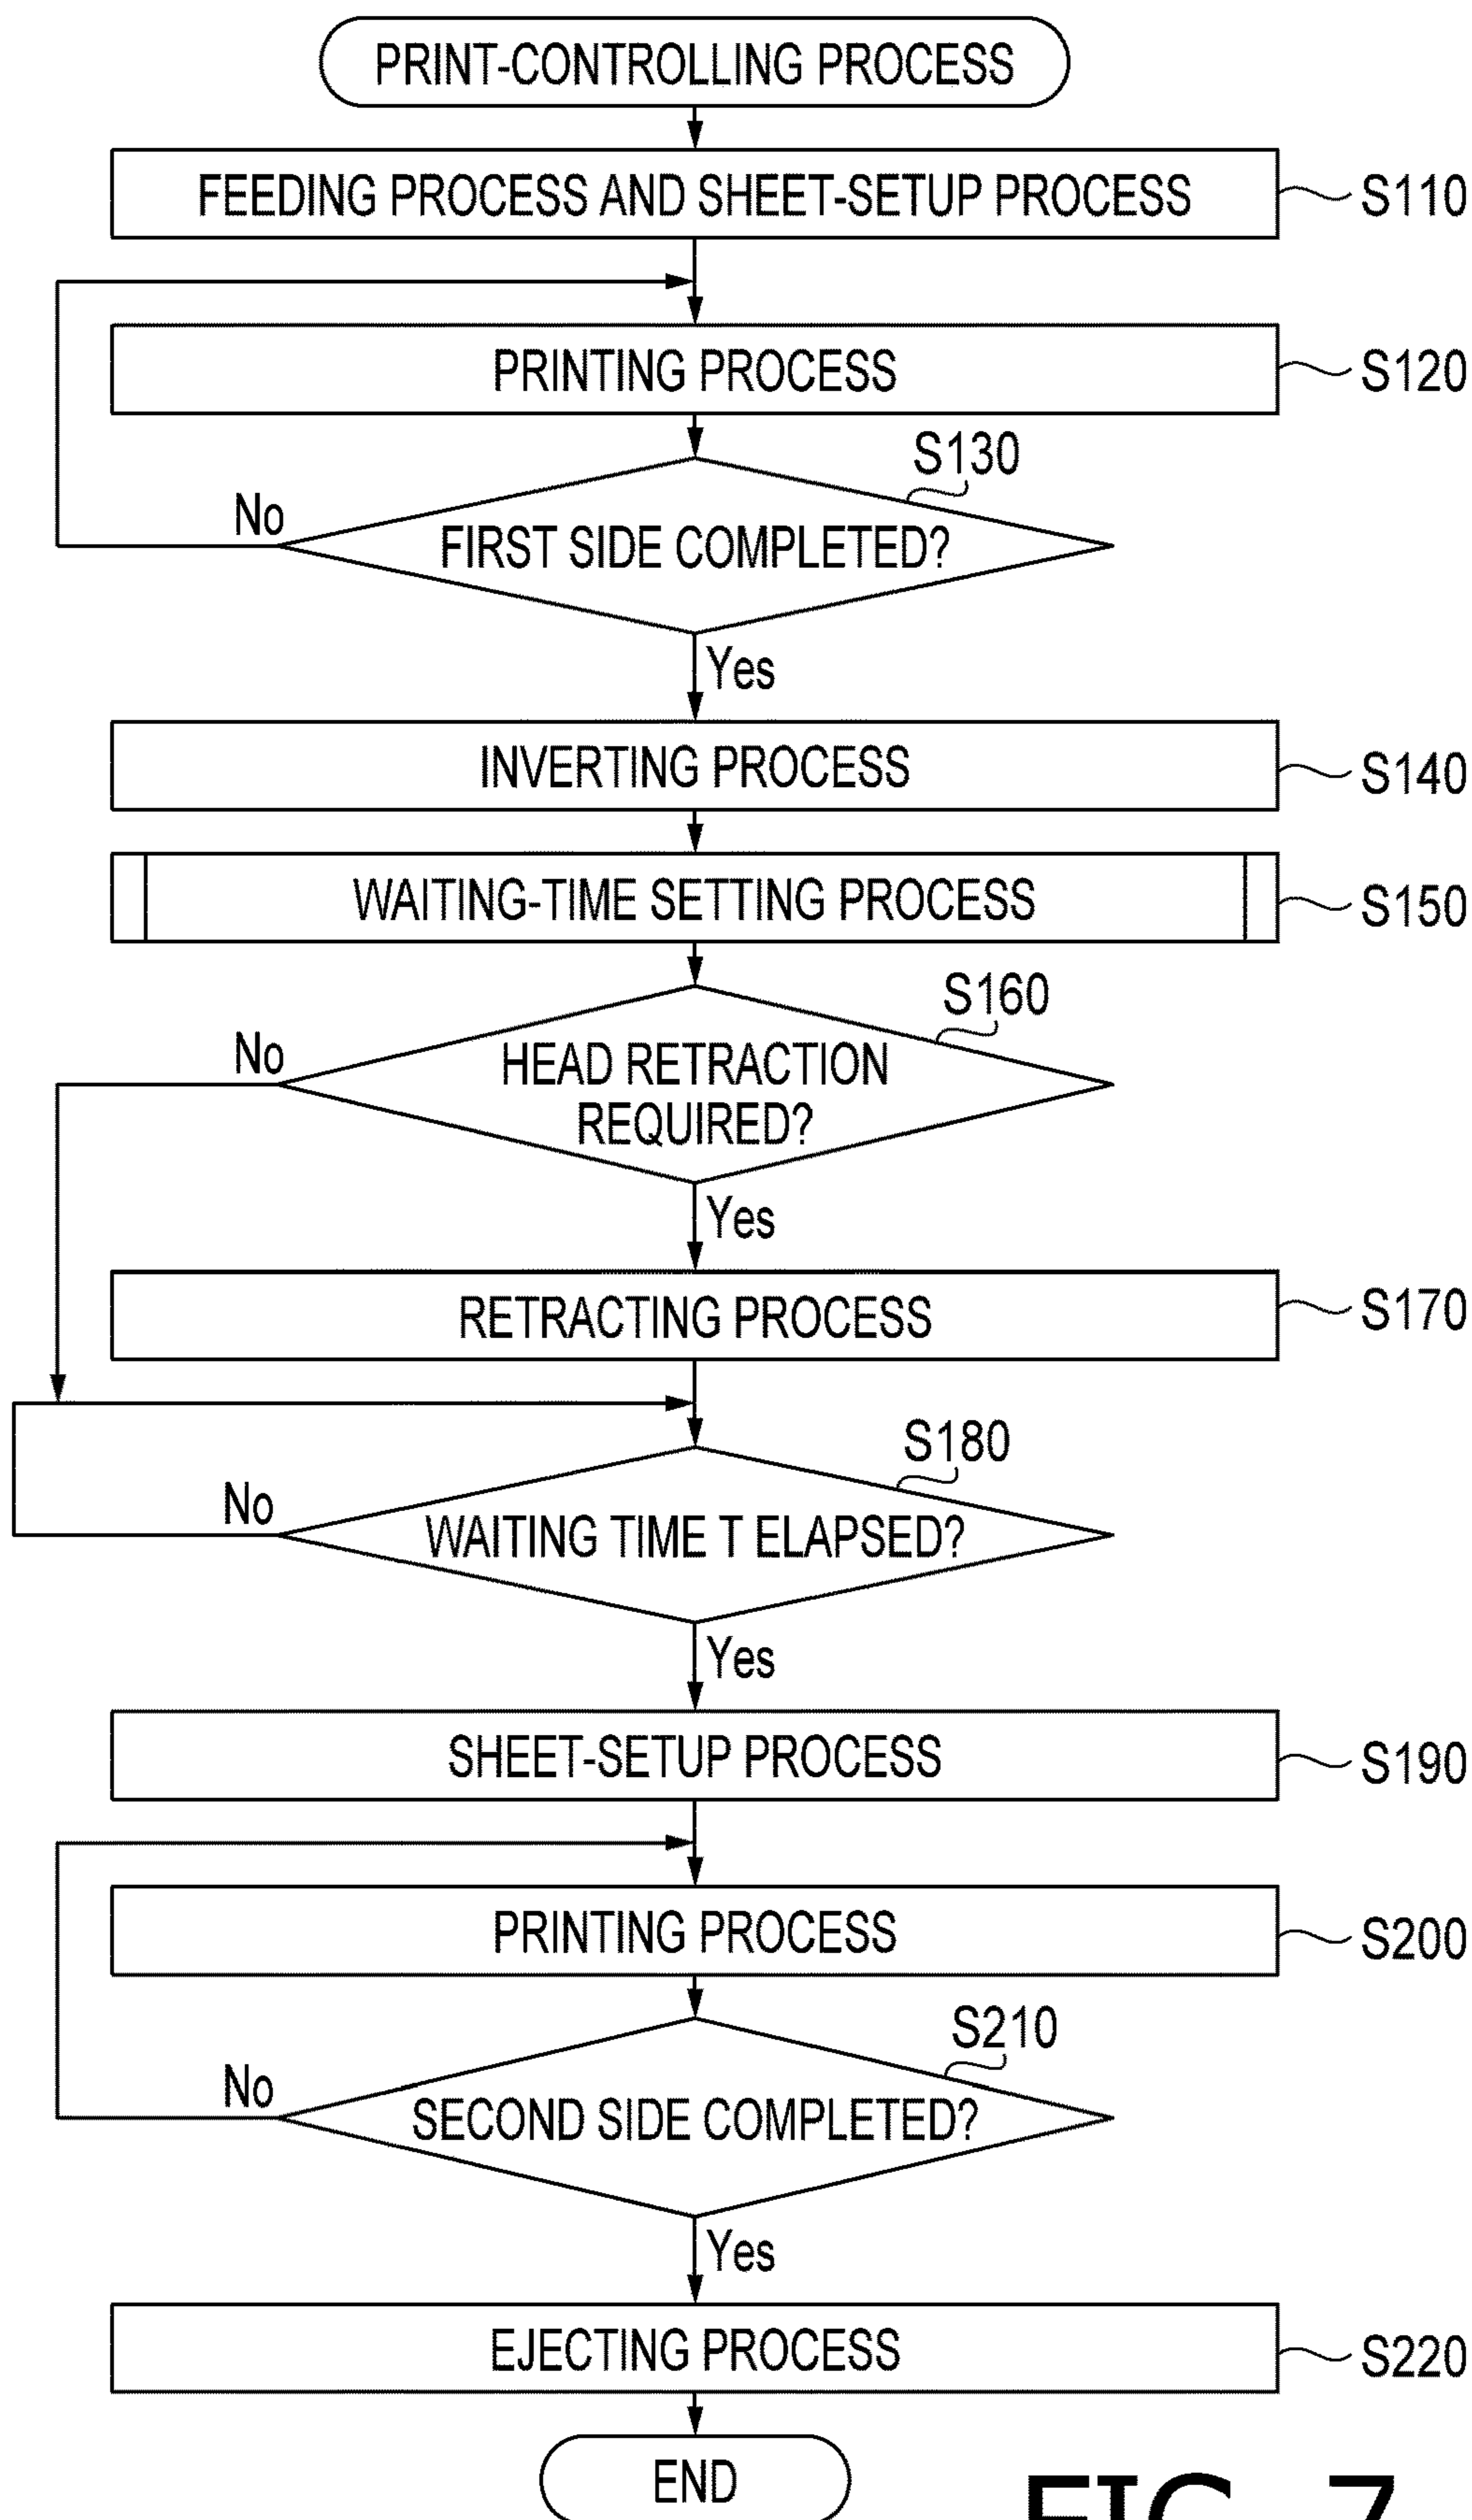 PRINT-CONTROLLING PROCESS
FEEDING PROCESS AND SHEET-SETUP PROCESS
S110
PRINTING PROCESS
S120
S130
No
FIRST SIDE COMPLETED?
Yes
INVERTING PROCESS
S140
WAITING-TIME SETTING PROCESS
S150
S160
No
HEAD RETRACTION
REQUIRED?
Yes
RETRACTING PROCESS
S170
S180
No
WAITING TIME T ELAPSED?
Yes
SHEET-SETUP PROCESS
S190
PRINTING PROCESS
S200
S210
No
SECOND SIDE COMPLETED?
Yes
EJECTING PROCESS
S220
END
FIG. 7